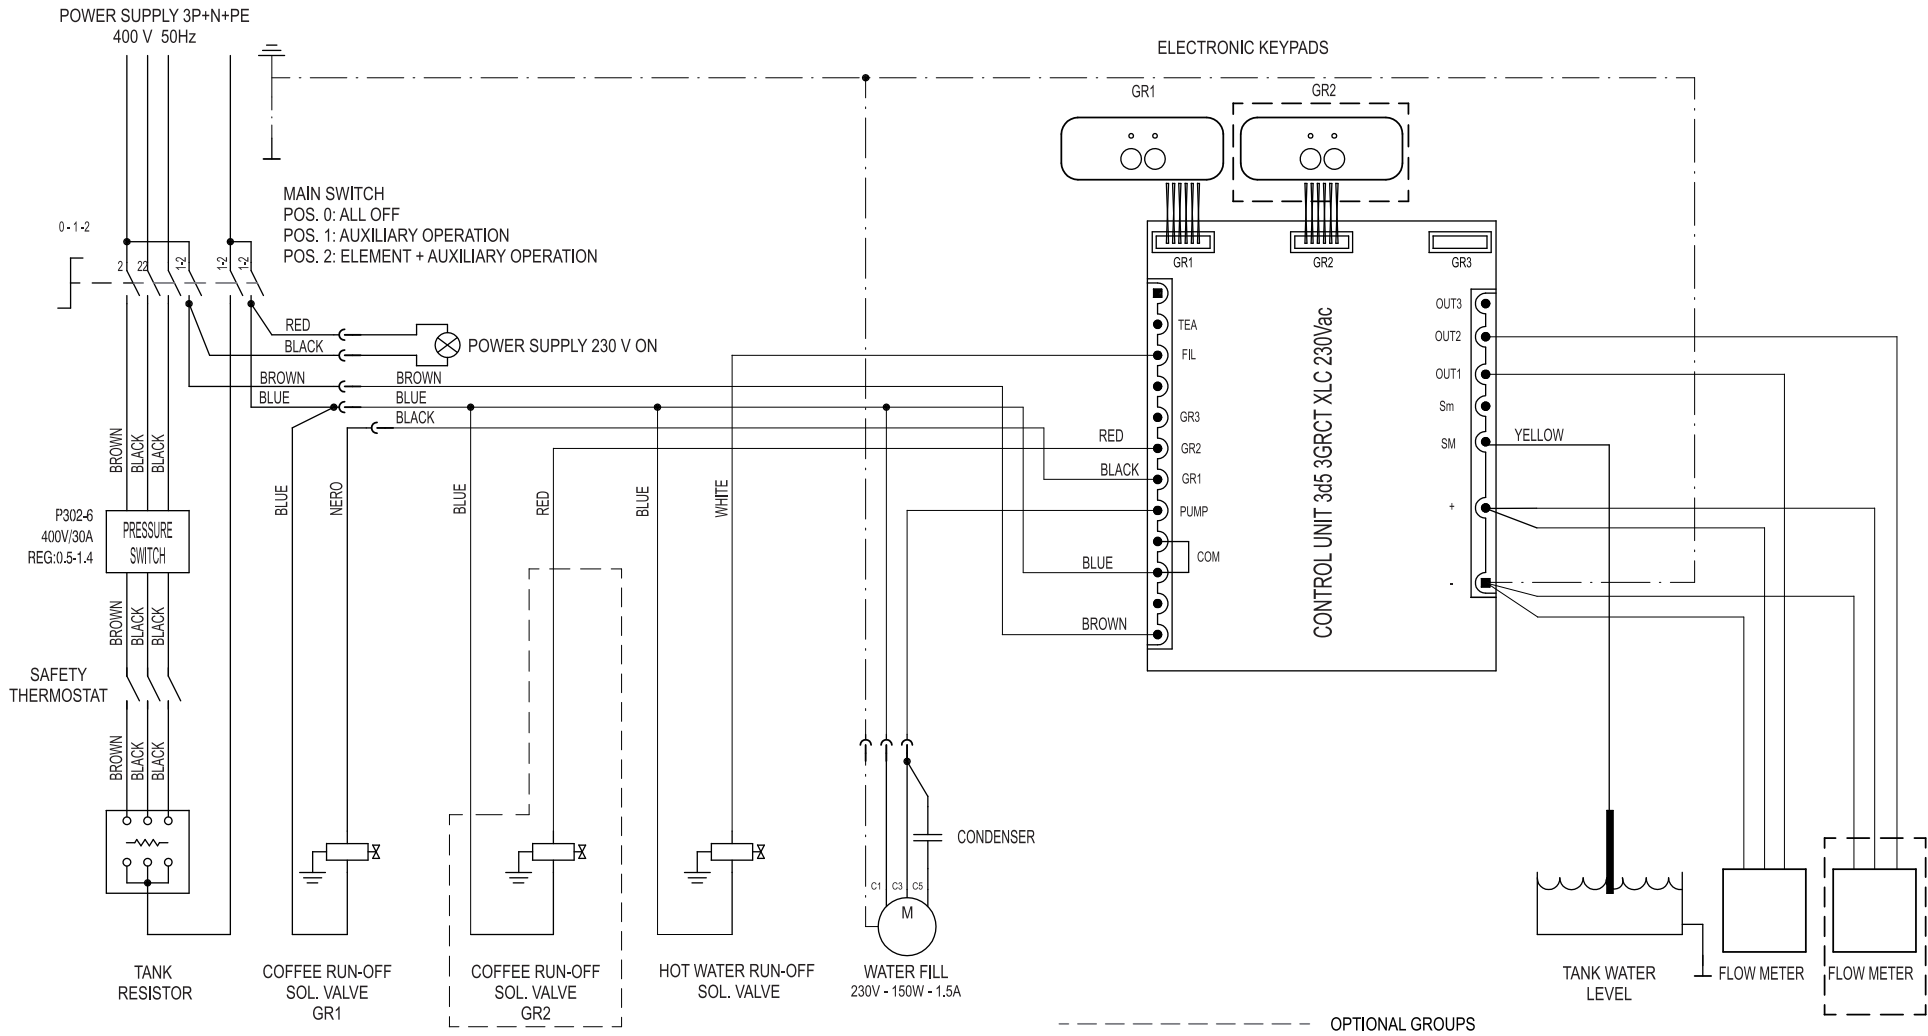 POWER SUPPLY 3P+N+PE
400 V 50Hz
ELECTRONIC KEYPADS
GR1
GR2
MAIN SWITCH
POS. 0: ALL OFF
POS. 1: AUXILIARY OPERATION
POS. 2: ELEMENT + AUXILIARY OPERATION
0-1-2
2
22
1-2
1-2
1-2
RED
BLACK
POWER SUPPLY 230 V ON
BROWN
BROWN
BLUE
BLUE
BLACK
GR1
GR2
GR3
TEA
FIL
GR3
GR2
GR1
PUMP
COM
RED
BLACK
BLUE
BROWN
CONTROL UNIT 3d5 3GRCT XLC 230Vac
OUT3
OUT2
OUT1
Sm
SM
+
-
YELLOW
BROWN
BLACK
BLACK
BLUE
NERO
BLUE
RED
BLUE
WHITE
P302-6
400V/30A
REG:0.5-1.4
PRESSURE
SWITCH
BROWN
BLACK
BLACK
SAFETY
THERMOSTAT
BROWN
BLACK
BLACK
CONDENSER
C1
C3
C5
M
TANK
RESISTOR
COFFEE RUN-OFF
SOL. VALVE
GR1
COFFEE RUN-OFF
SOL. VALVE
GR2
HOT WATER RUN-OFF
SOL. VALVE
WATER FILL
230V - 150W - 1.5A
TANK WATER
LEVEL
FLOW METER
FLOW METER
OPTIONAL GROUPS